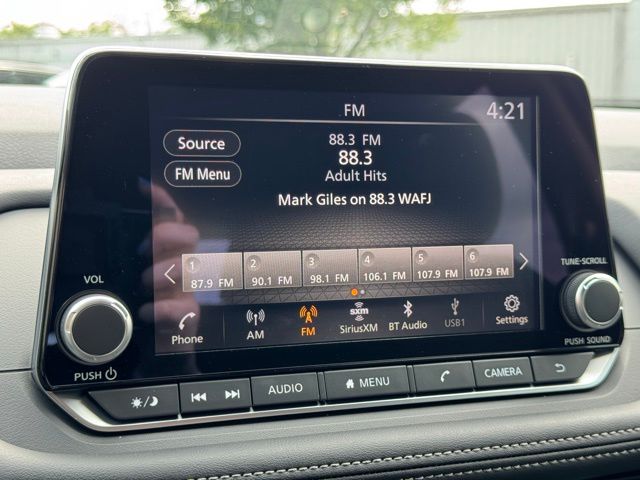 FM
4:21
Source
88.3 FM
88.3
FM Menu
Adult Hits
Mark Giles on 88.3 WAFJ
1 2 3 4 5 6
87.9 FM 90.1 FM 98.1 FM 106.1 FM 107.9 FM 107.9 FM
sxm
Phone AM FM SiriusXM BT Audio USB1 Settings
VOL
TUNE•SCROLL
PUSH
PUSH SOUND
AUDIO MENU CAMERA